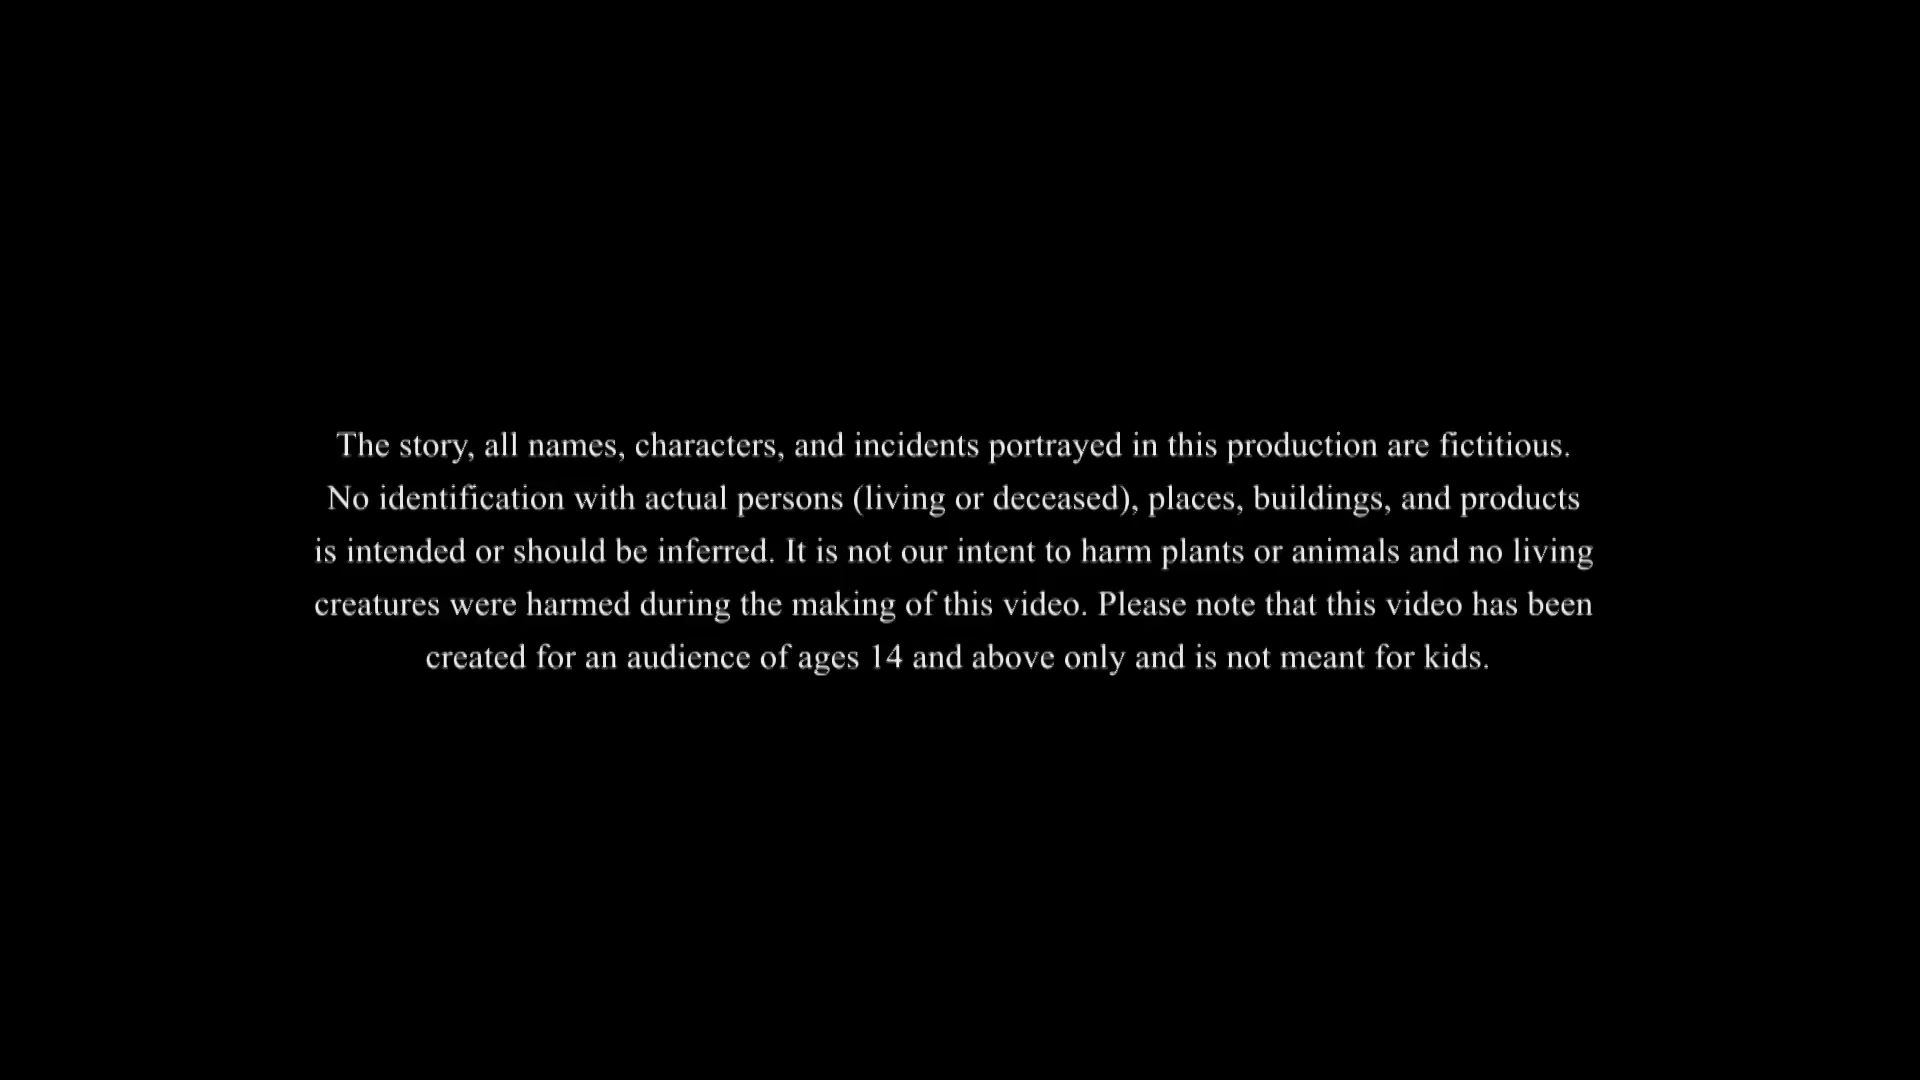 The story, all names, characters, and incidents portrayed in this production are fictitious.
No identification with actual persons (living or deceased), places, buildings, and products
is intended or should be inferred. It is not our intent to harm plants or animals and no living
creatures were harmed during the making of this video. Please note that this video has been
created for an audience of ages 14 and above only and is not meant for kids.